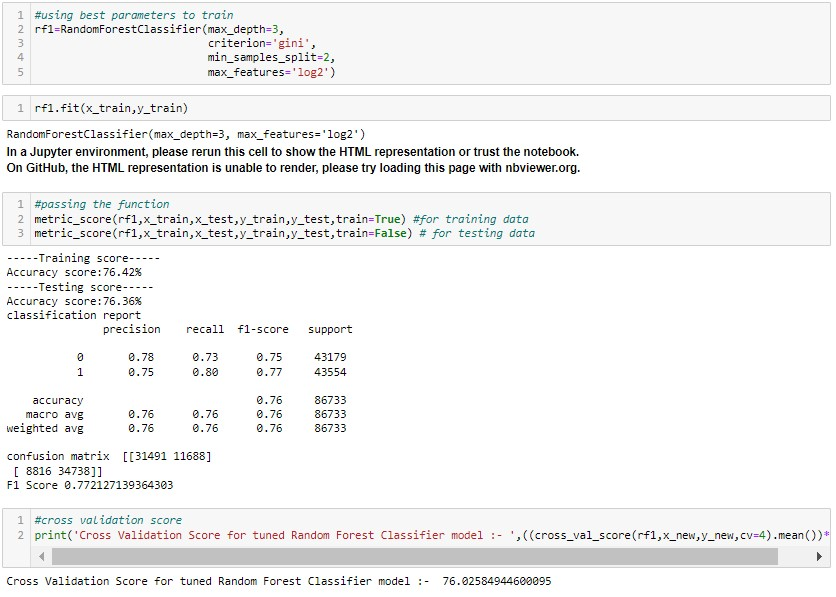 1 #using best parameters to train
2 rf1=RandomForestClassifier(max_depth=3,
3 criterion='gini',
4 min_samples_split=2,
5 max_features='log2')
1 rf1.fit(x_train,y_train)
RandomForestClassifier(max_depth=3, max_features='log2')
In a Jupyter environment, please rerun this cell to show the HTML representation or trust the notebook.
On GitHub, the HTML representation is unable to render, please try loading this page with nbviewer.org.
1 #passing the function
2 metric_score(rf1,x_train,x_test,y_train,y_test,train=True) #for training data
3 metric_score(rf1,x_train,x_test,y_train,y_test,train=False) # for testing data
-----Training score-----
Accuracy score:76.42%
-----Testing score-----
Accuracy score:76.36%
classification report
precision recall f1-score support
0 0.78 0.73 0.75 43179
1 0.75 0.80 0.77 43554
accuracy 0.76 86733
macro avg 0.76 0.76 0.76 86733
weighted avg 0.76 0.76 0.76 86733
confusion matrix [[31491 11688]
[ 8816 34738]]
F1 Score 0.772127139364303
1 #cross validation score
2 print('Cross Validation Score for tuned Random Forest Classifier model :- ',((cross_val_score(rf1,x_new,y_new,cv=4).mean())*
Cross Validation Score for tuned Random Forest Classifier model :- 76.02584944600095